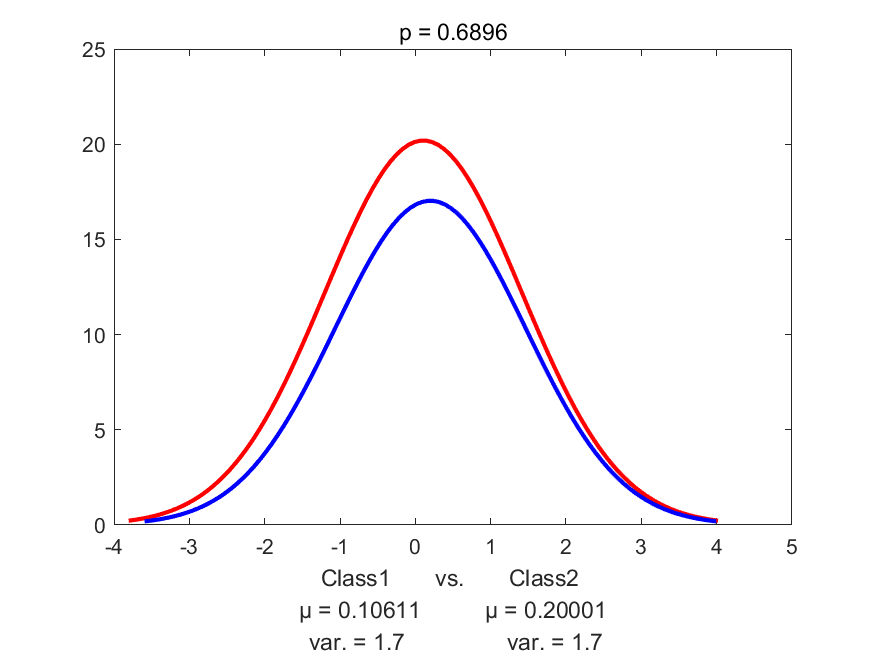 p = 0.6896
25
20
15
10
5
0
-4 -3 -2 -1 0 1 2 3 4 5
Class1 vs. Class2
μ = 0.10611 μ = 0.20001
var. = 1.7 var. = 1.7